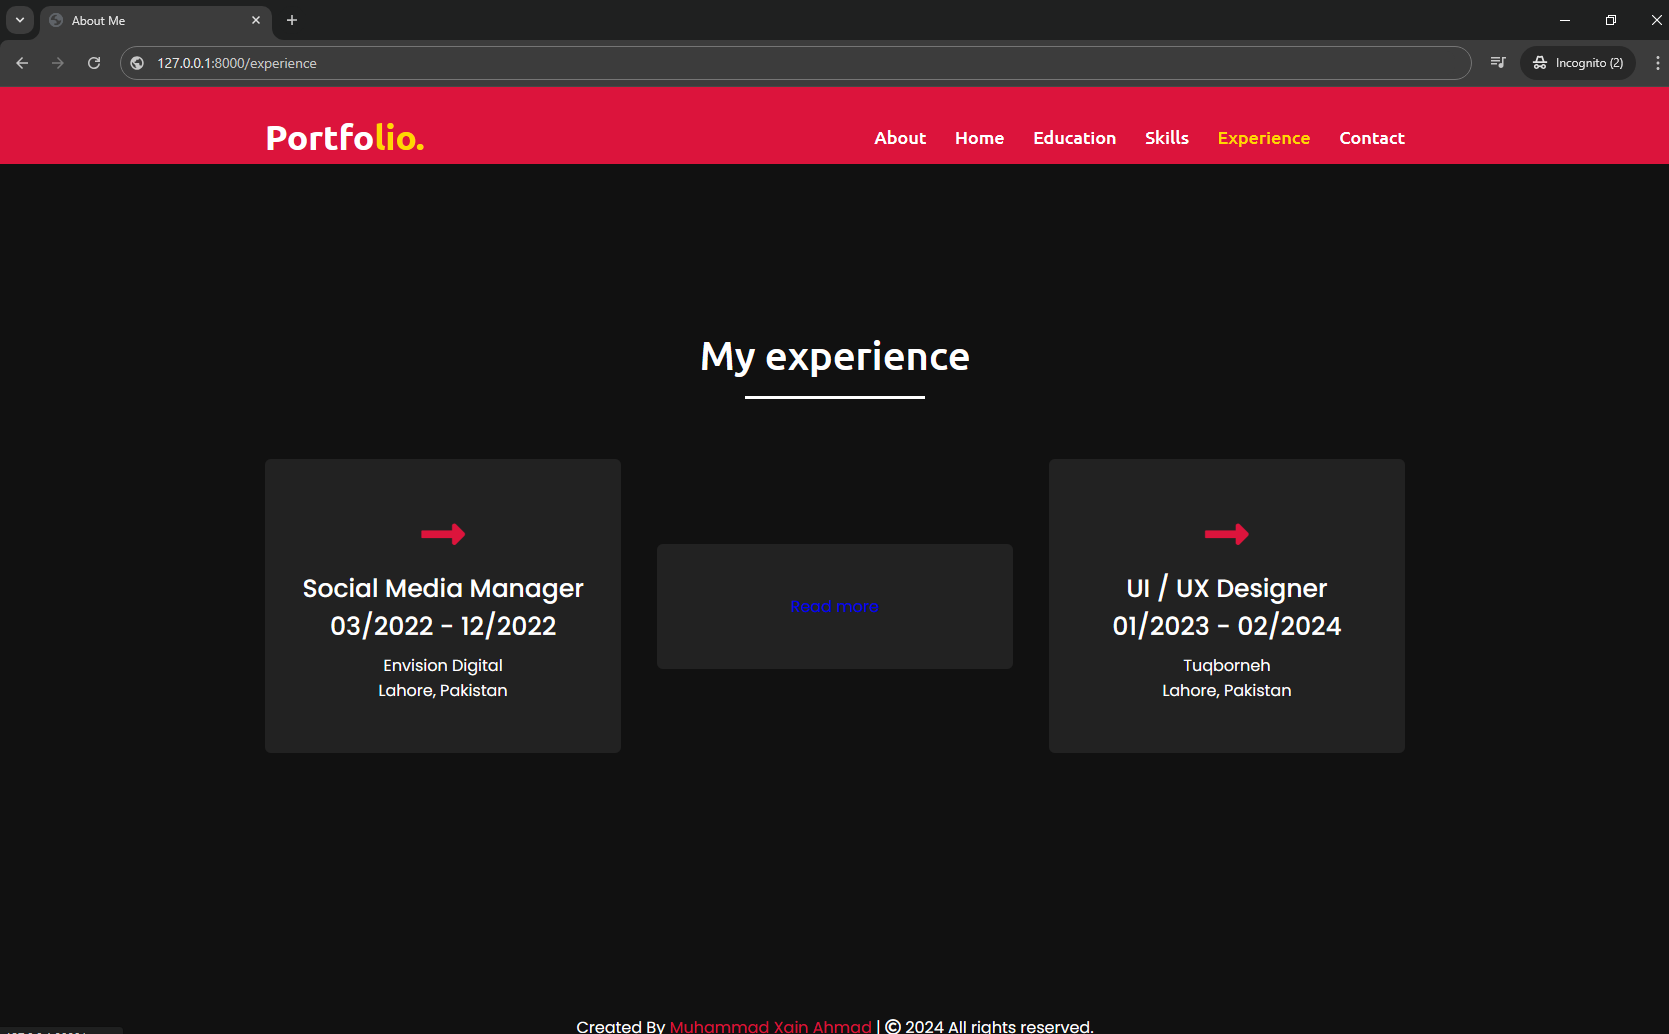 About Me
127.0.0.1:8000/experience
Incognito (2)
Portfolio.
About Home Education Skills Experience Contact
My experience
Social Media Manager
03/2022 - 12/2022
Envision Digital
Lahore, Pakistan
Read more
UI / UX Designer
01/2023 - 02/2024
Tuqborneh
Lahore, Pakistan
Created By Muhammad Xain Ahmad | © 2024 All rights reserved.